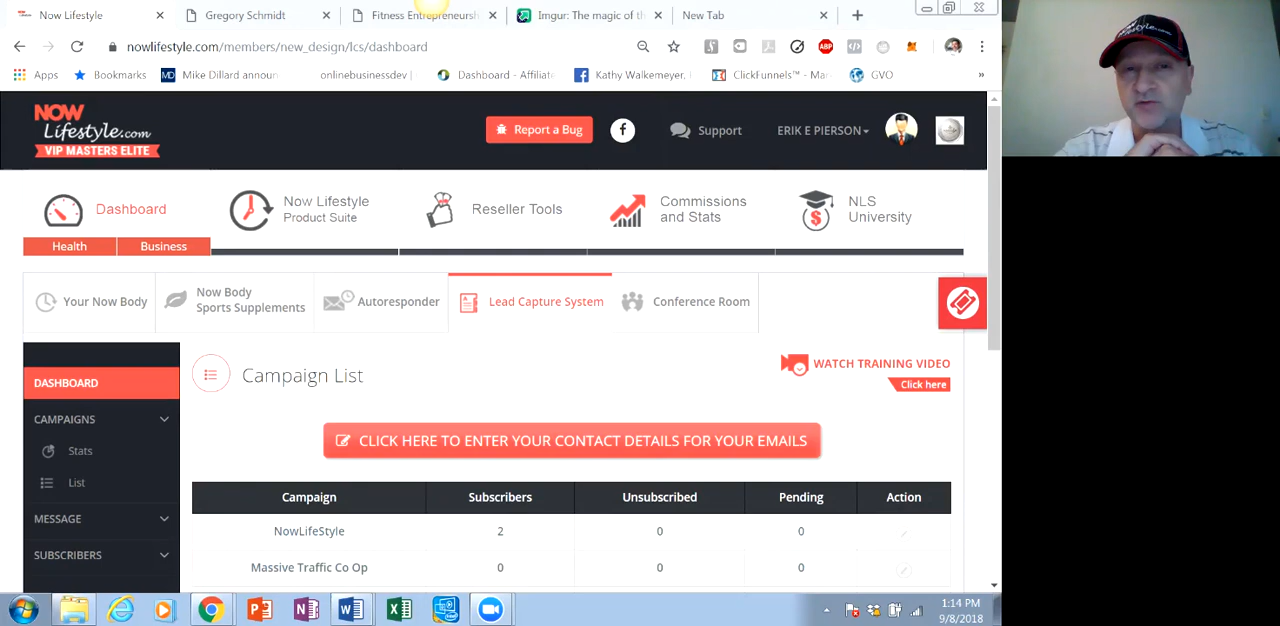 Now Lifestyle
Gregory Schmidt
Fitness Entrepreneursh
Imgur: The magic of th
New Tab
nowlifestyle.com/members/new_design/lcs/dashboard
ABP
Apps
Bookmarks
MD Mike Dillard announ
onlinebusinessdev |
Dashboard - Affiliate
Kathy Walkemeyer.
ClickFunnels™ - Mar
GVO
»
NOW
Lifestyle.com
VIP MASTERS ELITE
Report a Bug
f
Support
ERIK E PIERSON
Dashboard
Now Lifestyle
Product Suite
Reseller Tools
Commissions
and Stats
NLS
University
Health
Business
Your Now Body
Now Body
Sports Supplements
Autoresponder
Lead Capture System
Conference Room
DASHBOARD
CAMPAIGNS
Stats
List
MESSAGE
SUBSCRIBERS
Campaign List
WATCH TRAINING VIDEO
Click here
CLICK HERE TO ENTER YOUR CONTACT DETAILS FOR YOUR EMAILS
Campaign Subscribers Unsubscribed Pending Action
NowLifeStyle 2 0 0
Massive Traffic Co Op 0 0 0
1:14 PM
9/8/2018